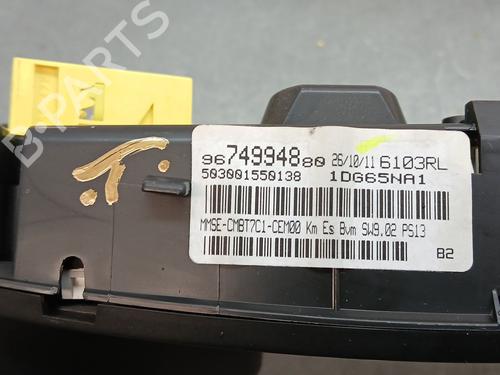 B-PARTS
96 749948 80 26/10/11 6103RL
503001550138 1DG65NA1
MMSE-CMBT7C1-CEM00 Km Es Bvm SW9.02 PS13
B2